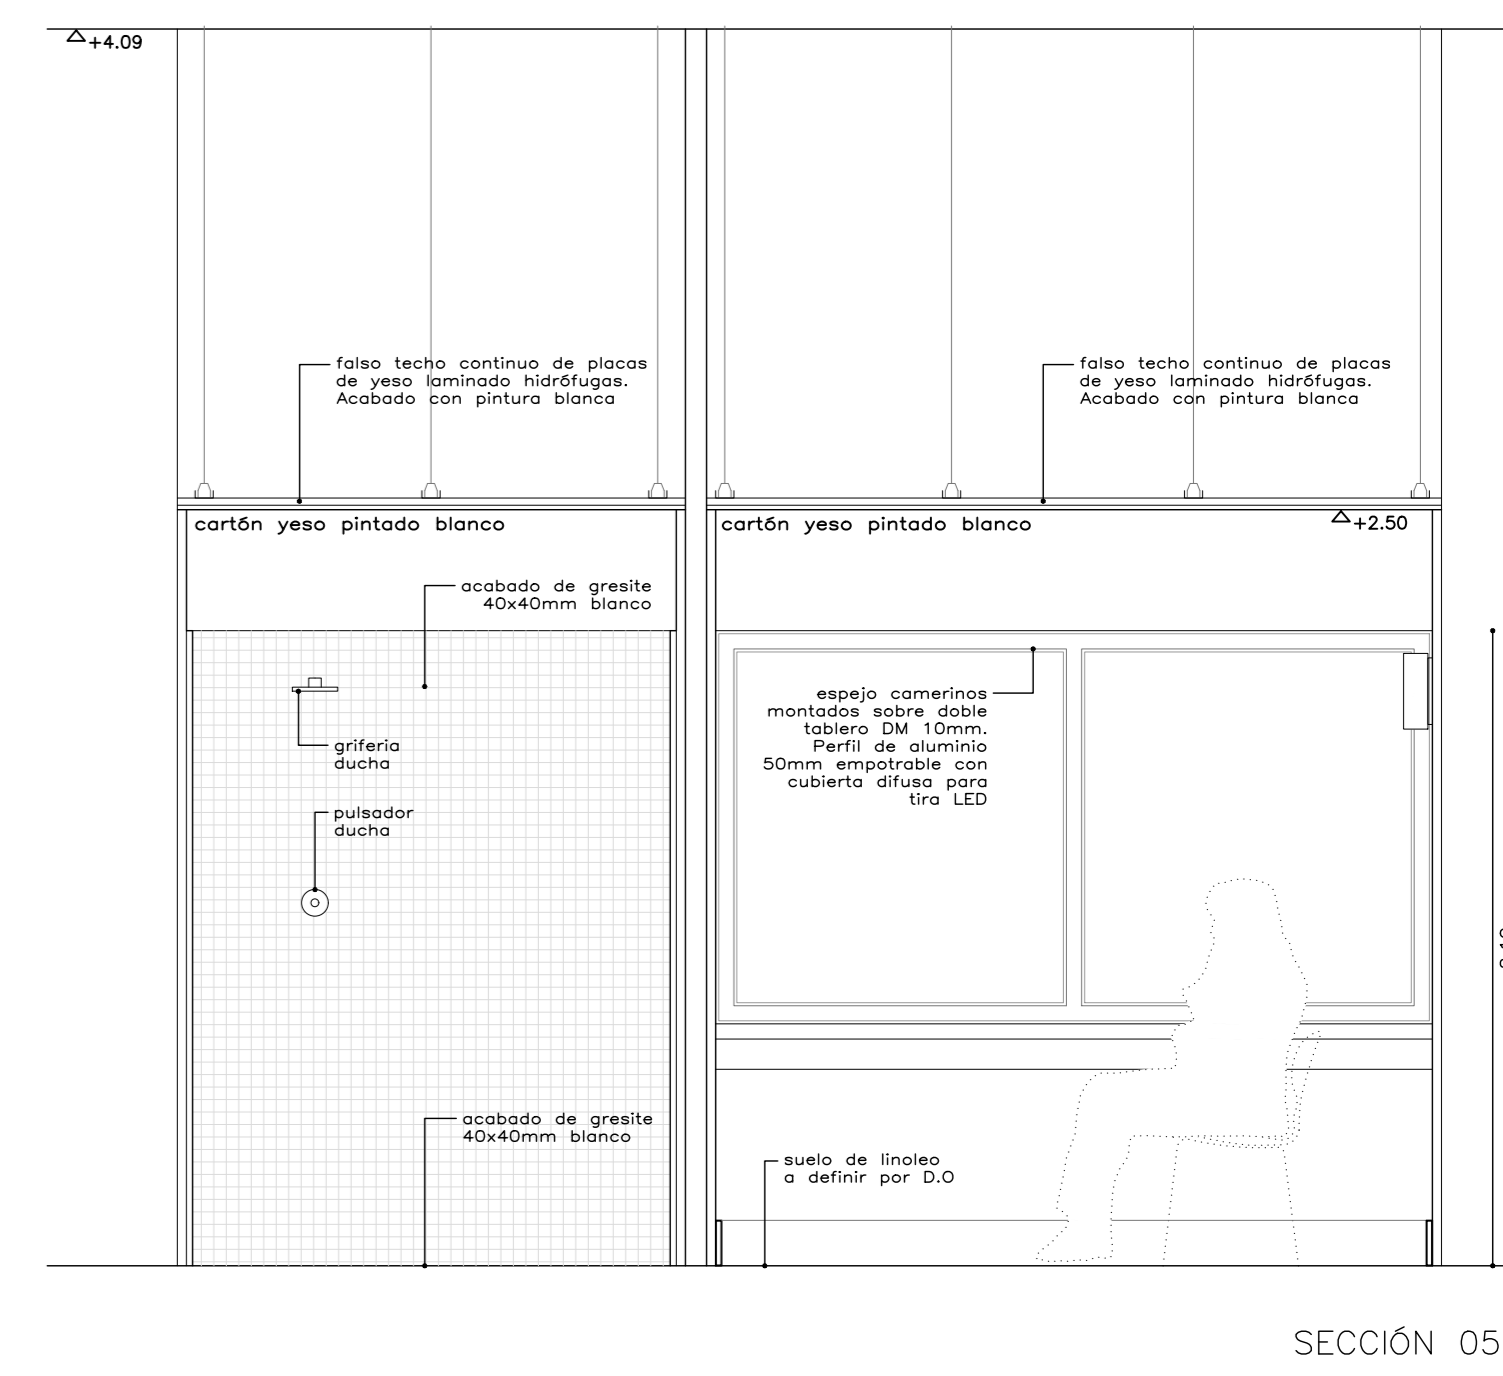 +4.09
falso techo continuo de placas
de yeso laminado hidrófugas.
Acabado con pintura blanca
falso techo continuo de placas
de yeso laminado hidrófugas.
Acabado con pintura blanca
cartón yeso pintado blanco
cartón yeso pintado blanco
+2.50
acabado de gresite
40x40mm blanco
griferia
ducha
pulsador
ducha
espejo camerinos
montados sobre doble
tablero DM 10mm.
Perfil de aluminio
50mm empotrable con
cubierta difusa para
tira LED
acabado de gresite
40x40mm blanco
suelo de linoleo
a definir por D.O
SECCIÓN 05